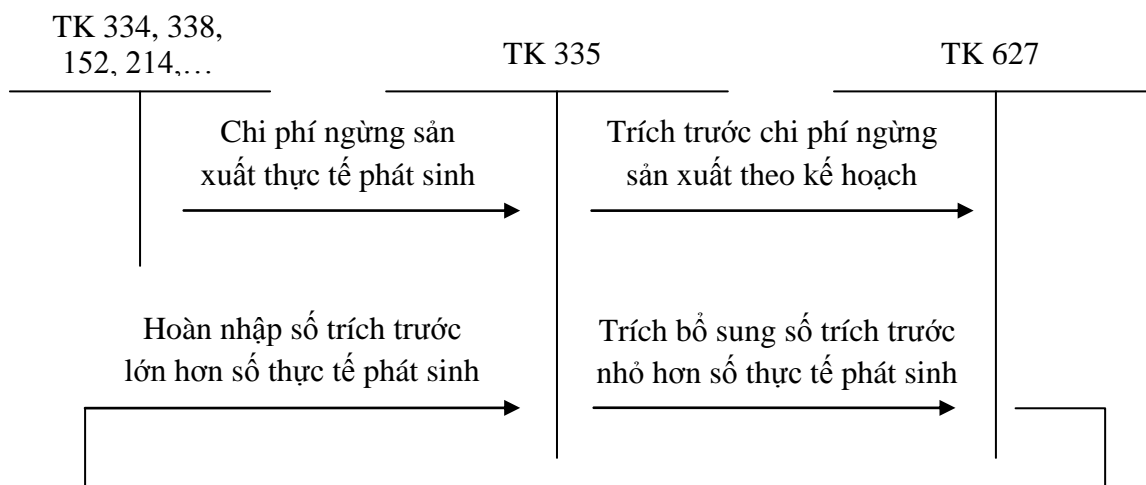 TK 334, 338,
152, 214,…
TK 335
TK 627
Chi phí ngừng sản
xuất thực tế phát sinh
Trích trước chi phí ngừng
sản xuất theo kế hoạch
Hoàn nhập số trích trước
lớn hơn số thực tế phát sinh
Trích bổ sung số trích trước
nhỏ hơn số thực tế phát sinh